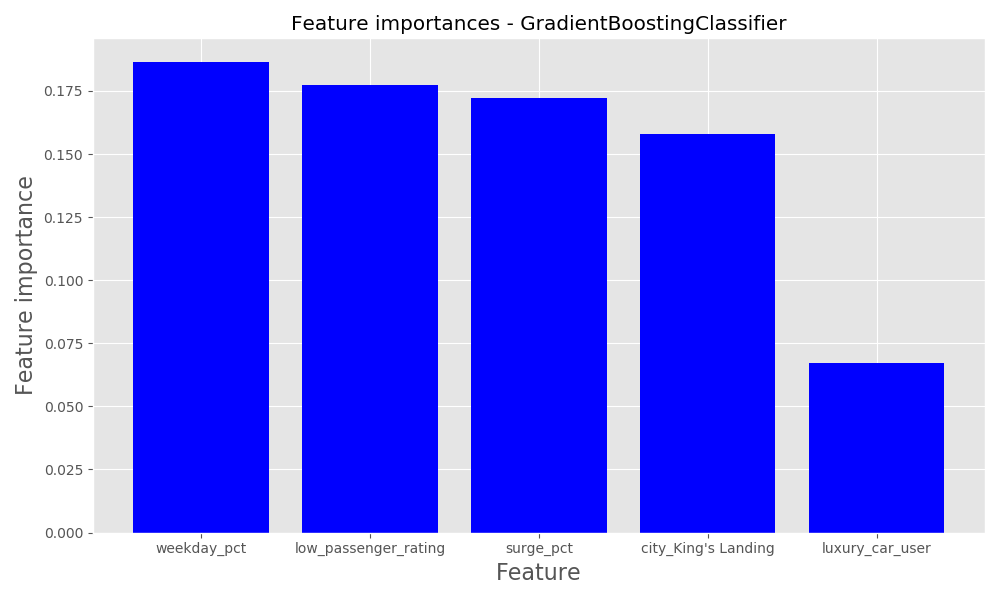 Feature importances - GradientBoostingClassifier
Feature importance
0.175
0.150
0.125
0.100
0.075
0.050
0.025
0.000
weekday_pct
low_passenger_rating
surge_pct
city_King's Landing
luxury_car_user
Feature